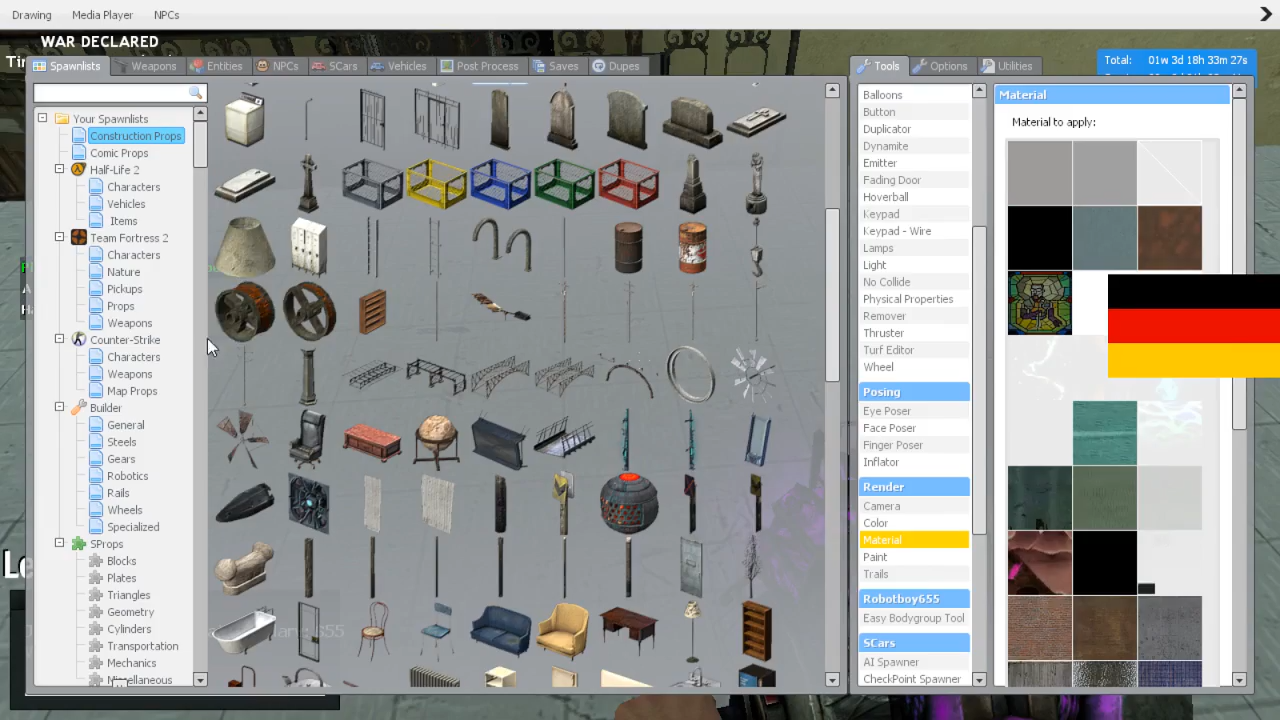 Drawing Media Player NPCs
WAR DECLARED
Spawnlists Weapons Entities NPCs SCars Vehicles Post Process Saves Dupes
Your Spawnlists
Construction Props
Comic Props
Half-Life 2
Characters
Vehicles
Items
Team Fortress 2
Characters
Nature
Pickups
Props
Weapons
Counter-Strike
Characters
Weapons
Map Props
Builder
General
Steels
Gears
Robotics
Rails
Wheels
Specialized
SProps
Blocks
Plates
Triangles
Geometry
Cylinders
Transportation
Mechanics
Miscellaneous
Total: 01w 3d 18h 33m 27s
Tools Options Utilities
Balloons
Button
Duplicator
Dynamite
Emitter
Fading Door
Hoverball
Keypad
Keypad - Wire
Lamps
Light
No Collide
Physical Properties
Remover
Thruster
Turf Editor
Wheel
Posing
Eye Poser
Face Poser
Finger Poser
Inflator
Render
Camera
Color
Material
Paint
Trails
Robotboy655
Easy Bodygroup Tool
SCars
AI Spawner
CheckPoint Spawner
Material
Material to apply: